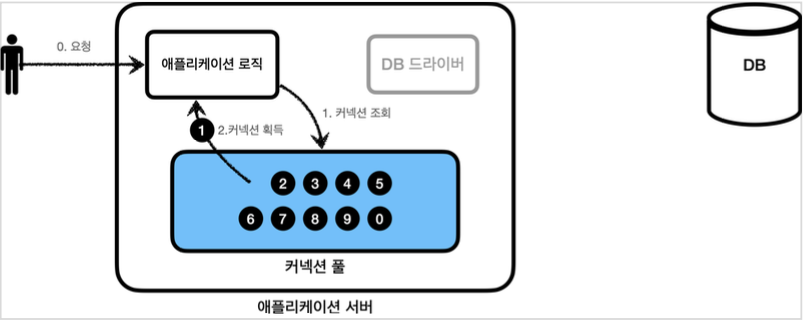 0. 요청
애플리케이션 로직
DB 드라이버
DB
1. 커넥션 조회
1
2.커넥션 획득
2 3 4 5
6 7 8 9 0
커넥션 풀
애플리케이션 서버